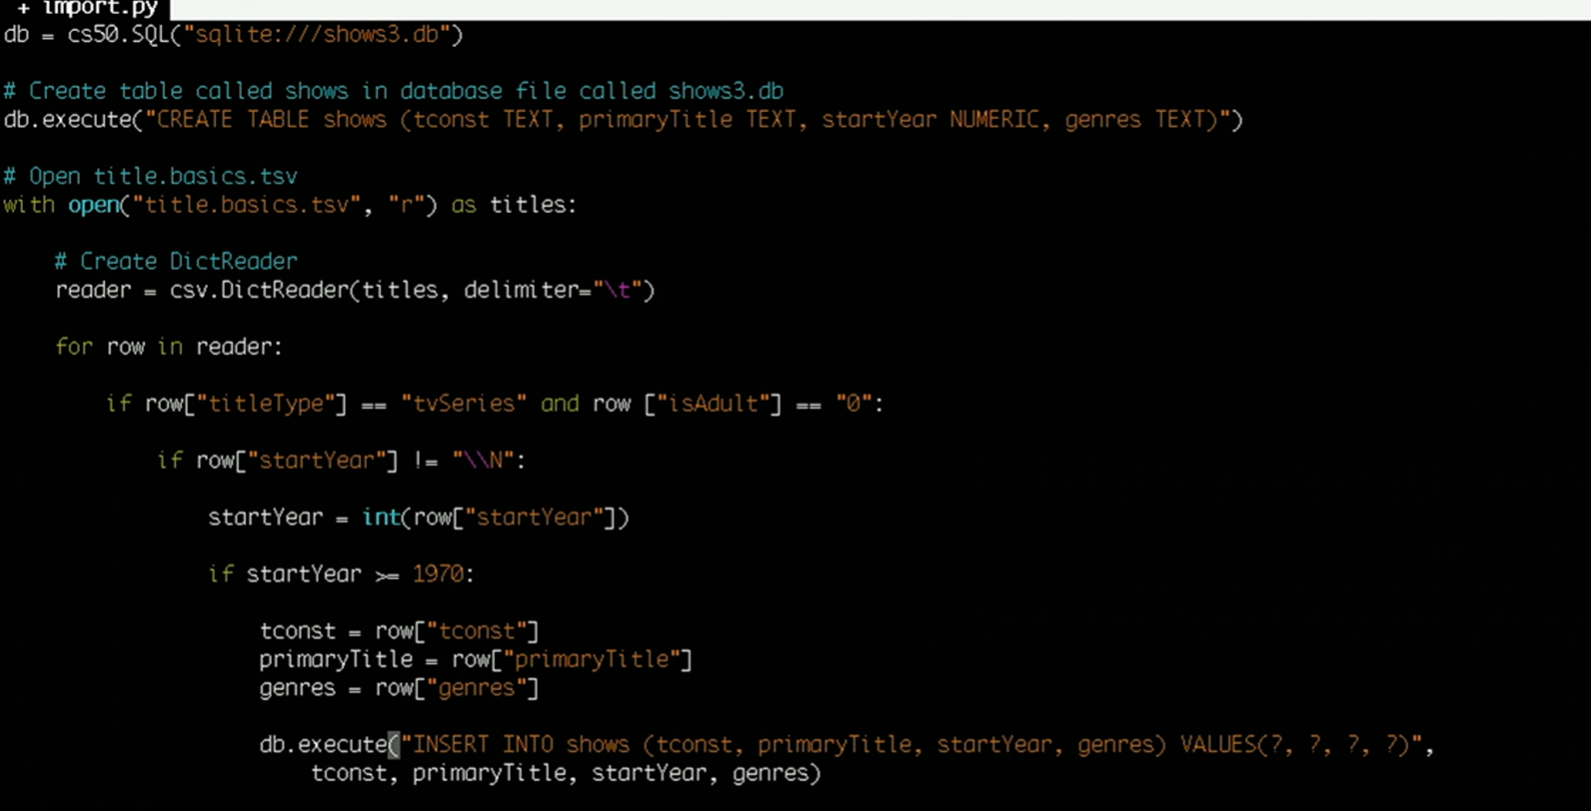 + import.py
db = cs50.SQL("sqlite:///shows3.db")
# Create table called shows in database file called shows3.db
db.execute("CREATE TABLE shows (tconst TEXT, primaryTitle TEXT, startYear NUMERIC, genres TEXT)")
# Open title.basics.tsv
with open("title.basics.tsv", "r") as titles:
# Create DictReader
reader = csv.DictReader(titles, delimiter="\t")
for row in reader:
if row["titleType"] == "tvSeries" and row ["isAdult"] == "0":
if row["startYear"] != "\\N":
startYear = int(row["startYear"])
if startYear >= 1970:
tconst = row["tconst"]
primaryTitle = row["primaryTitle"]
genres = row["genres"]
db.execute("INSERT INTO shows (tconst, primaryTitle, startYear, genres) VALUES(?, ?, ?, ?)",
tconst, primaryTitle, startYear, genres)